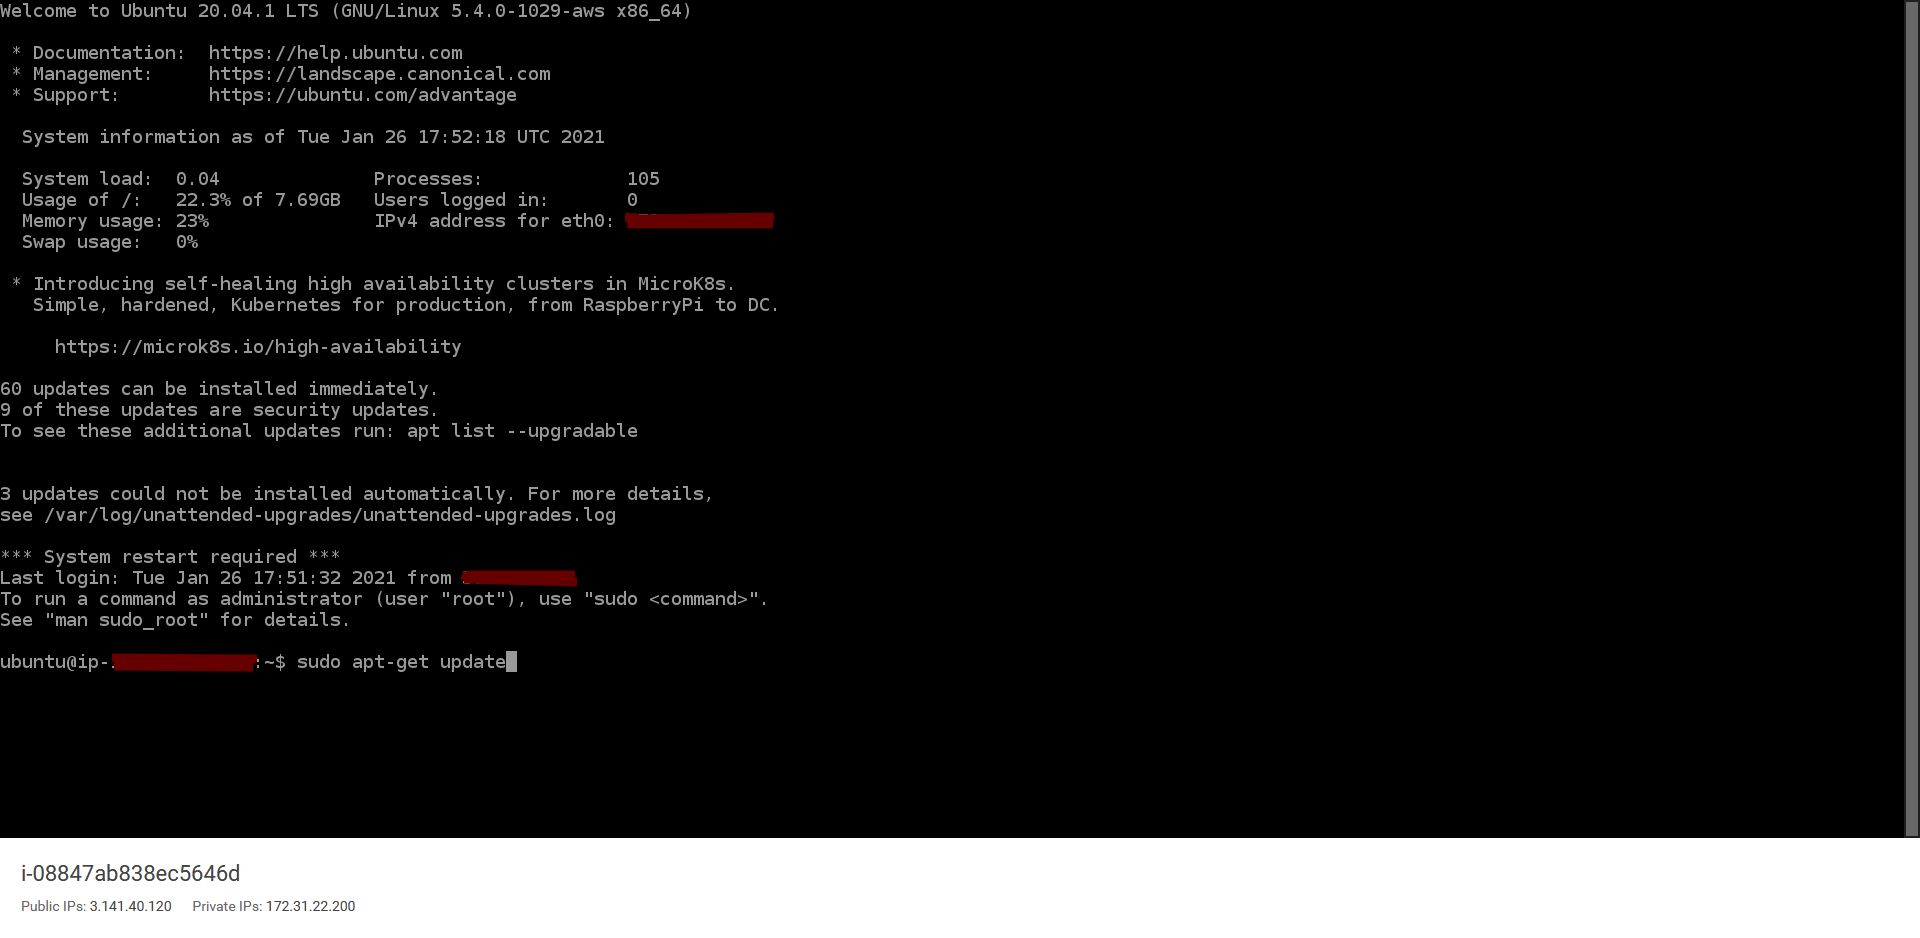 Welcome to Ubuntu 20.04.1 LTS (GNU/Linux 5.4.0-1029-aws x86_64)
* Documentation: https://help.ubuntu.com
* Management: https://landscape.canonical.com
* Support: https://ubuntu.com/advantage
System information as of Tue Jan 26 17:52:18 UTC 2021
System load: 0.04 Processes: 105
Usage of /: 22.3% of 7.69GB Users logged in: 0
Memory usage: 23% IPv4 address for eth0:
Swap usage: 0%
* Introducing self-healing high availability clusters in MicroK8s.
Simple, hardened, Kubernetes for production, from RaspberryPi to DC.
https://microk8s.io/high-availability
60 updates can be installed immediately.
9 of these updates are security updates.
To see these additional updates run: apt list --upgradable
3 updates could not be installed automatically. For more details,
see /var/log/unattended-upgrades/unattended-upgrades.log
*** System restart required ***
Last login: Tue Jan 26 17:51:32 2021 from
To run a command as administrator (user "root"), use "sudo <command>".
See "man sudo_root" for details.
ubuntu@ip- :~$ sudo apt-get update
i-08847ab838ec5646d
Public IPs: 3.141.40.120 Private IPs: 172.31.22.200